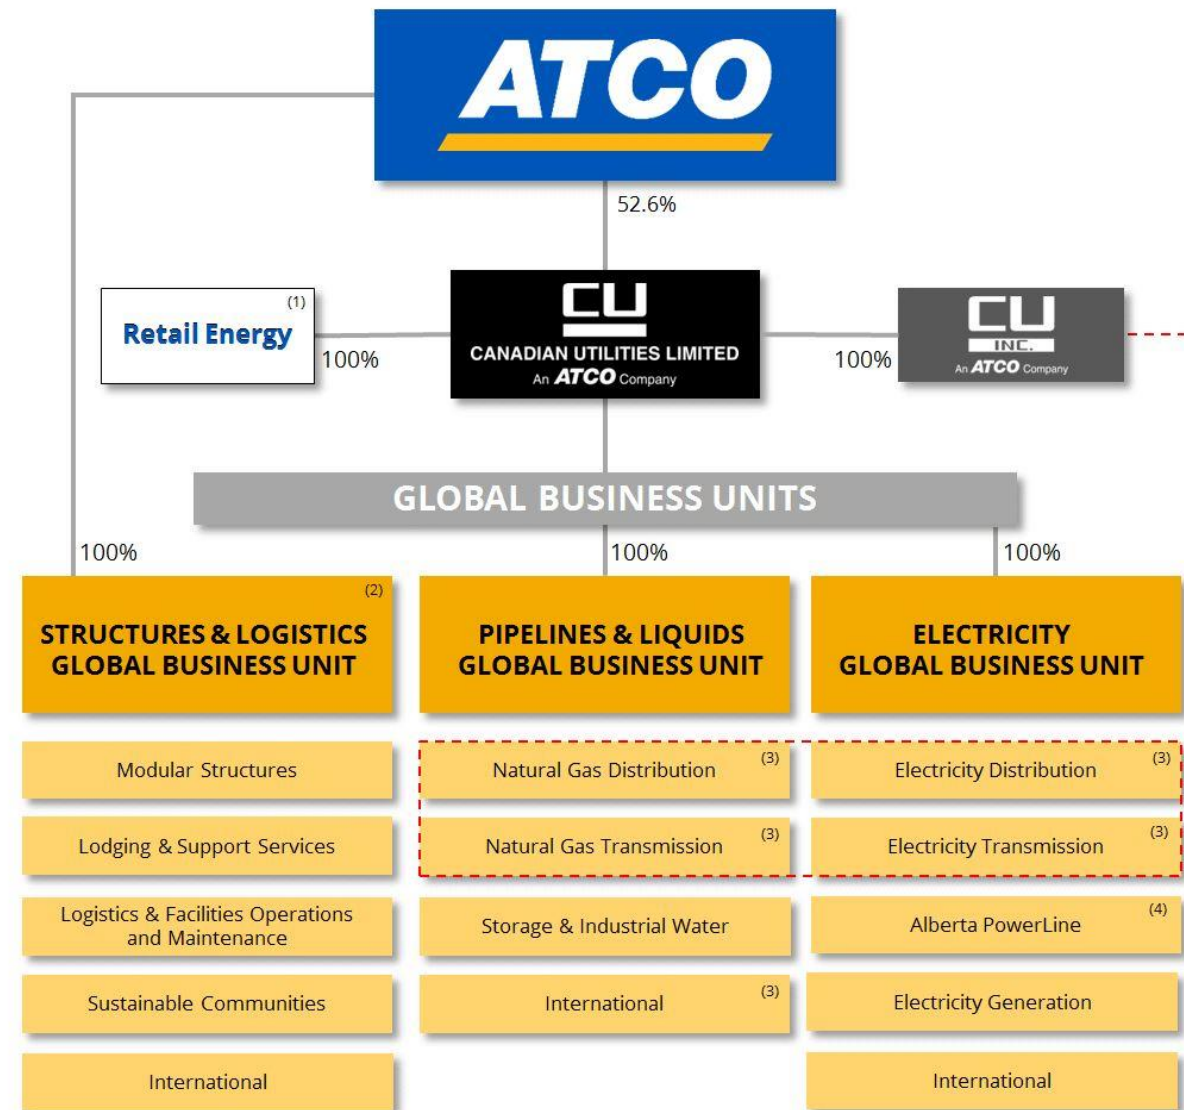 ATCO
52.6%
(1)
Retail Energy
100%
CU
CANADIAN UTILITIES LIMITED
An ATCO Company
100%
CU
INC.
An ATCO Company
GLOBAL BUSINESS UNITS
100%
100%
100%
(2)
STRUCTURES & LOGISTICS
GLOBAL BUSINESS UNIT
PIPELINES & LIQUIDS
GLOBAL BUSINESS UNIT
ELECTRICITY
GLOBAL BUSINESS UNIT
Modular Structures
Natural Gas Distribution
(3)
Electricity Distribution
(3)
Lodging & Support Services
Natural Gas Transmission
(3)
Electricity Transmission
(3)
Logistics & Facilities Operations
and Maintenance
Storage & Industrial Water
Alberta PowerLine
(4)
Sustainable Communities
International
(3)
Electricity Generation
International
International